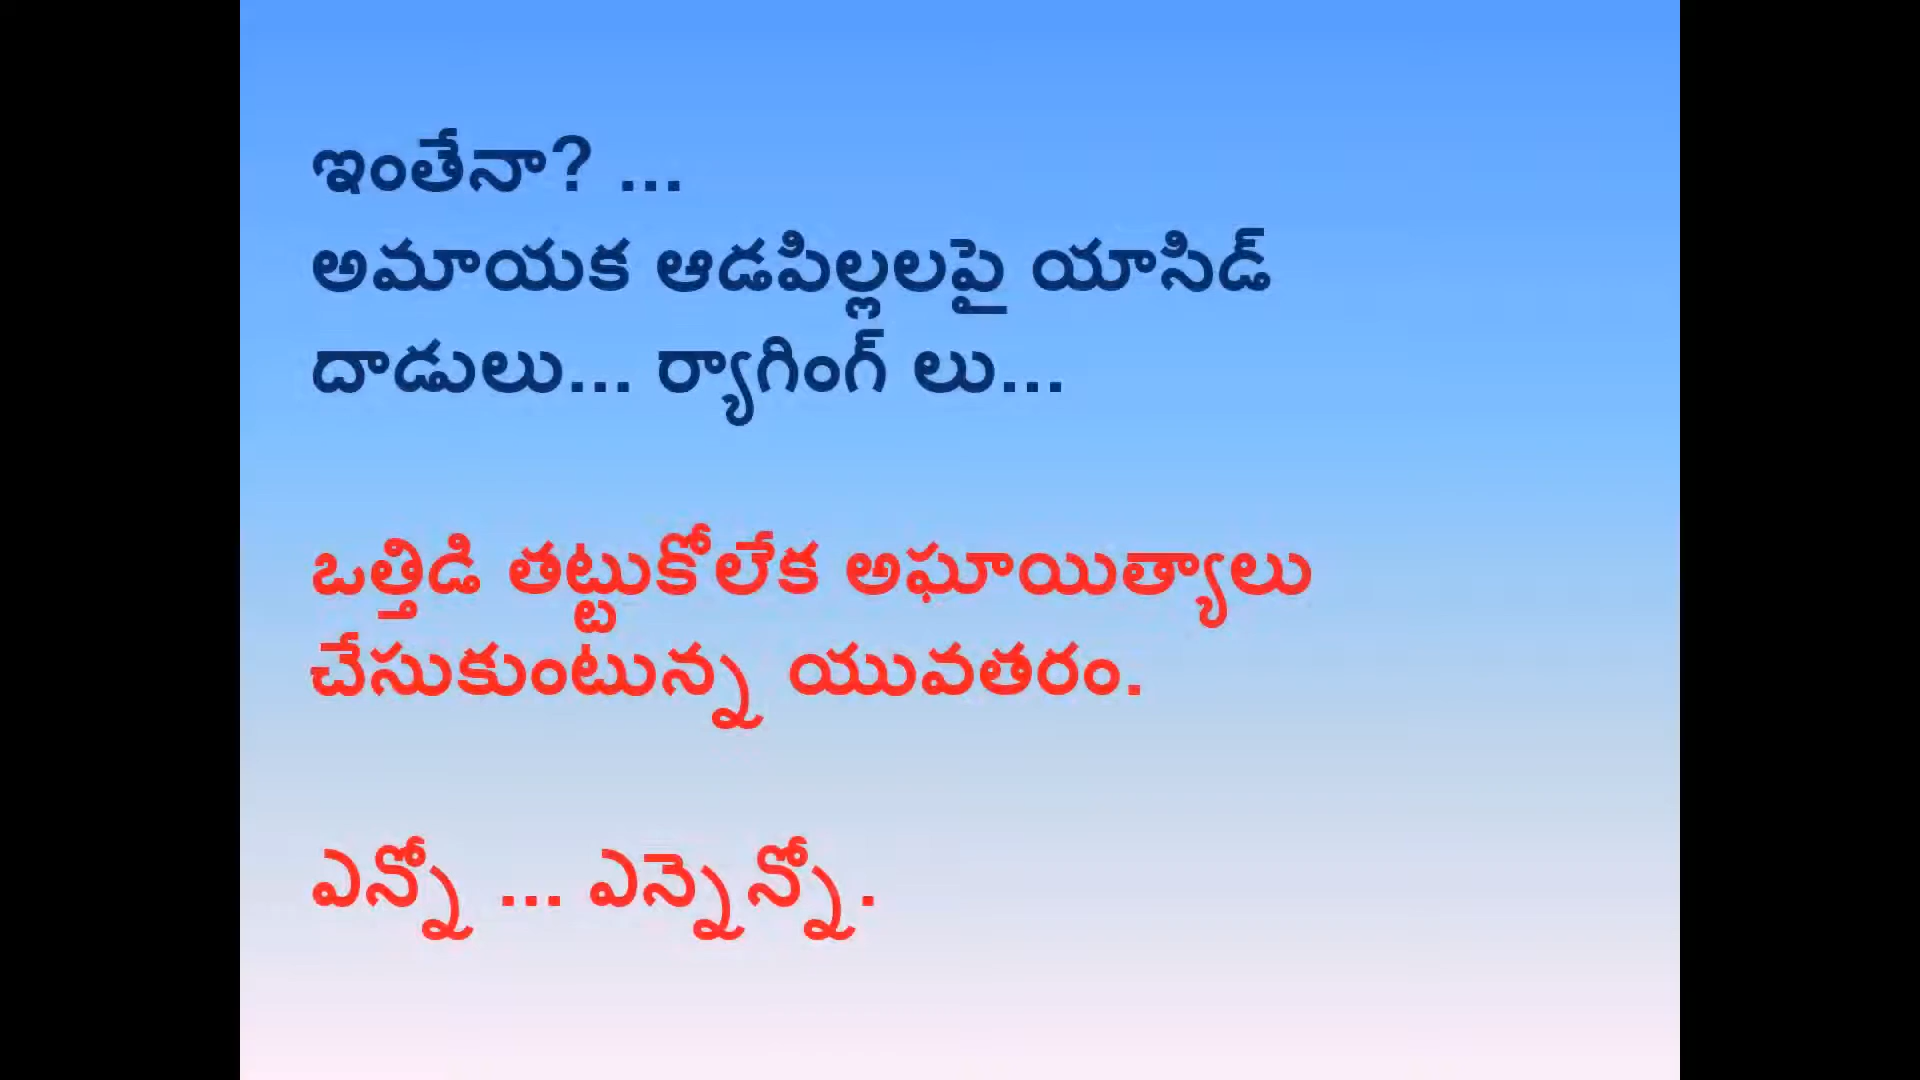 ఇంతేనా? ...
అమాయక ఆడపిల్లలపై యాసిడ్
దాడులు... ర్యాగింగ్ లు...
ఒత్తిడి తట్టుకోలేక అఘాయిత్యాలు
చేసుకుంటున్న యువతరం.
ఎన్నో ... ఎన్నెన్నో.